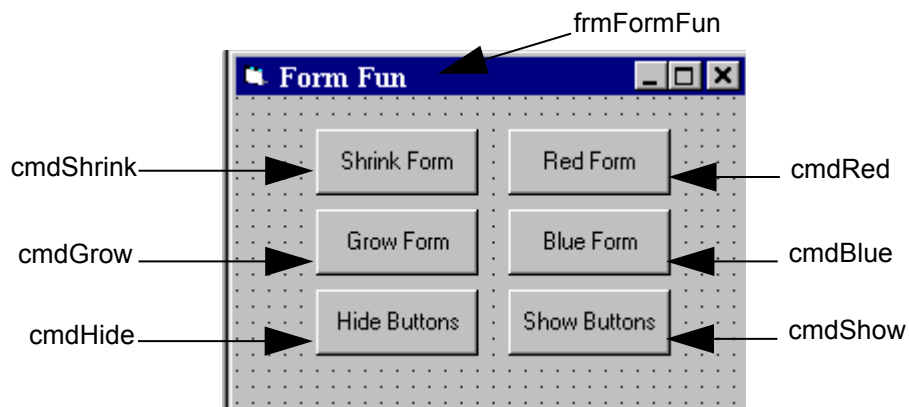 frmFormFun
Form Fun
cmdShrink
Shrink Form
Red Form
cmdRed
cmdGrow
Grow Form
Blue Form
cmdBlue
cmdHide
Hide Buttons
Show Buttons
cmdShow